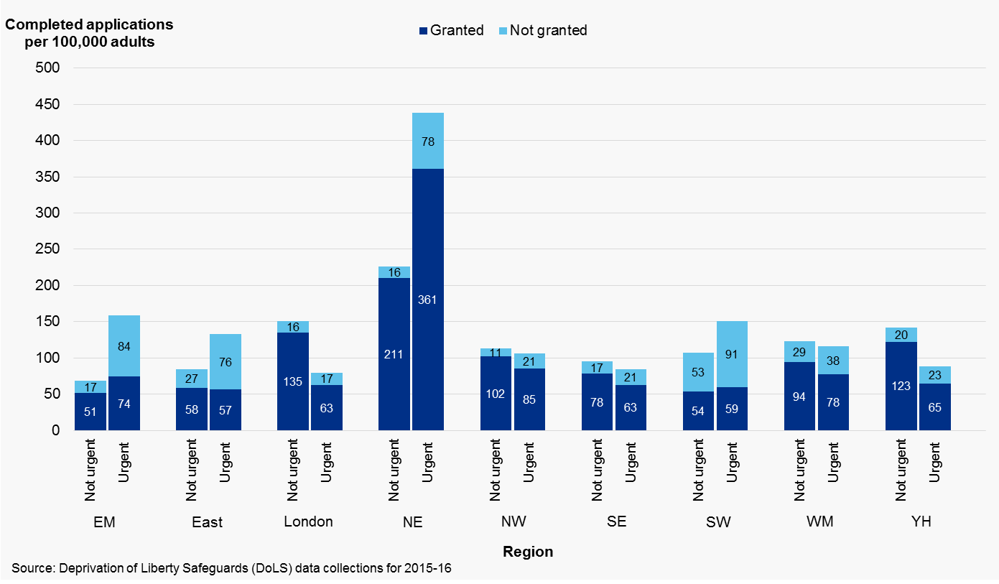 Completed applications
per 100,000 adults
Granted Not granted
500
450
400
350
300
250
200
150
100
50
0
17 51 84 74
27 58 76 57
16 135 17 63
16 211 78 361
11 102 21 85
17 78 21 63
53 54 91 59
29 94 38 78
20 123 23 65
Not urgent Urgent Not urgent Urgent Not urgent Urgent Not urgent Urgent Not urgent Urgent Not urgent Urgent Not urgent Urgent Not urgent Urgent Not urgent Urgent
EM East London NE NW SE SW WM YH
Region
Source: Deprivation of Liberty Safeguards (DoLS) data collections for 2015-16